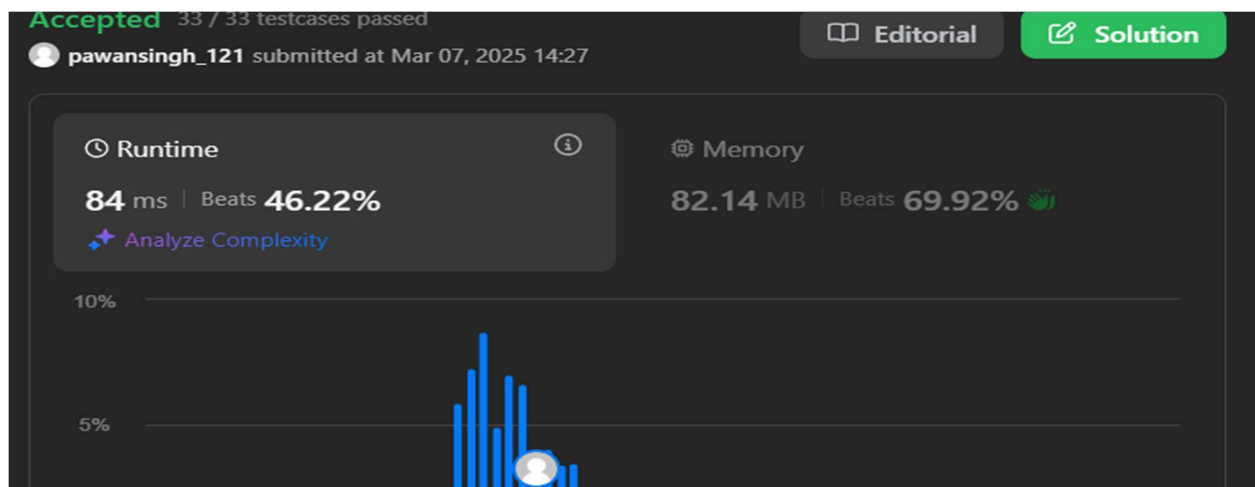 Accepted 33 / 33 testcases passed
pawansingh_121 submitted at Mar 07, 2025 14:27
Editorial
Solution
Runtime
84 ms | Beats 46.22%
Analyze Complexity
Memory
82.14 MB | Beats 69.92%
10%
5%